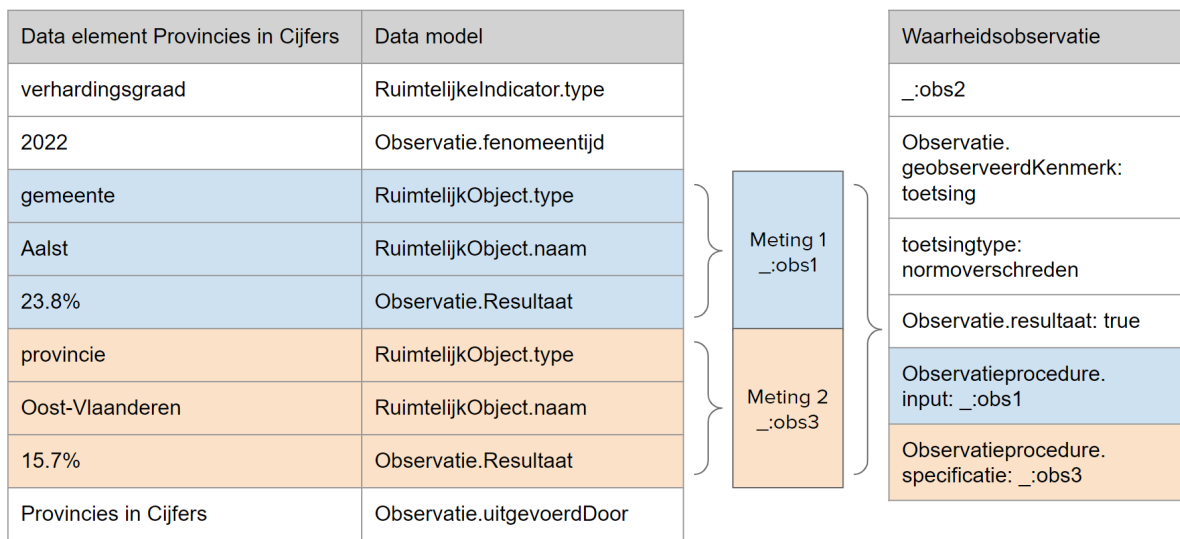 Data element Provincies in Cijfers
Data model
verhardingsgraad
RuimtelijkeIndicator.type
2022
Observatie.fenomeentijd
gemeente
RuimtelijkObject.type
Aalst
RuimtelijkObject.naam
23.8%
Observatie.Resultaat
provincie
RuimtelijkObject.type
Oost-Vlaanderen
RuimtelijkObject.naam
15.7%
Observatie.Resultaat
Provincies in Cijfers
Observatie.uitgevoerdDoor
Meting 1
_:obs1
Meting 2
_:obs3
Waarheidsobservatie
_:obs2
Observatie.
geobserveerdKenmerk:
toetsing
toetsingtype:
normoverschreden
Observatie.resultaat: true
Observatieprocedure.
input: _:obs1
Observatieprocedure.
specificatie: _:obs3